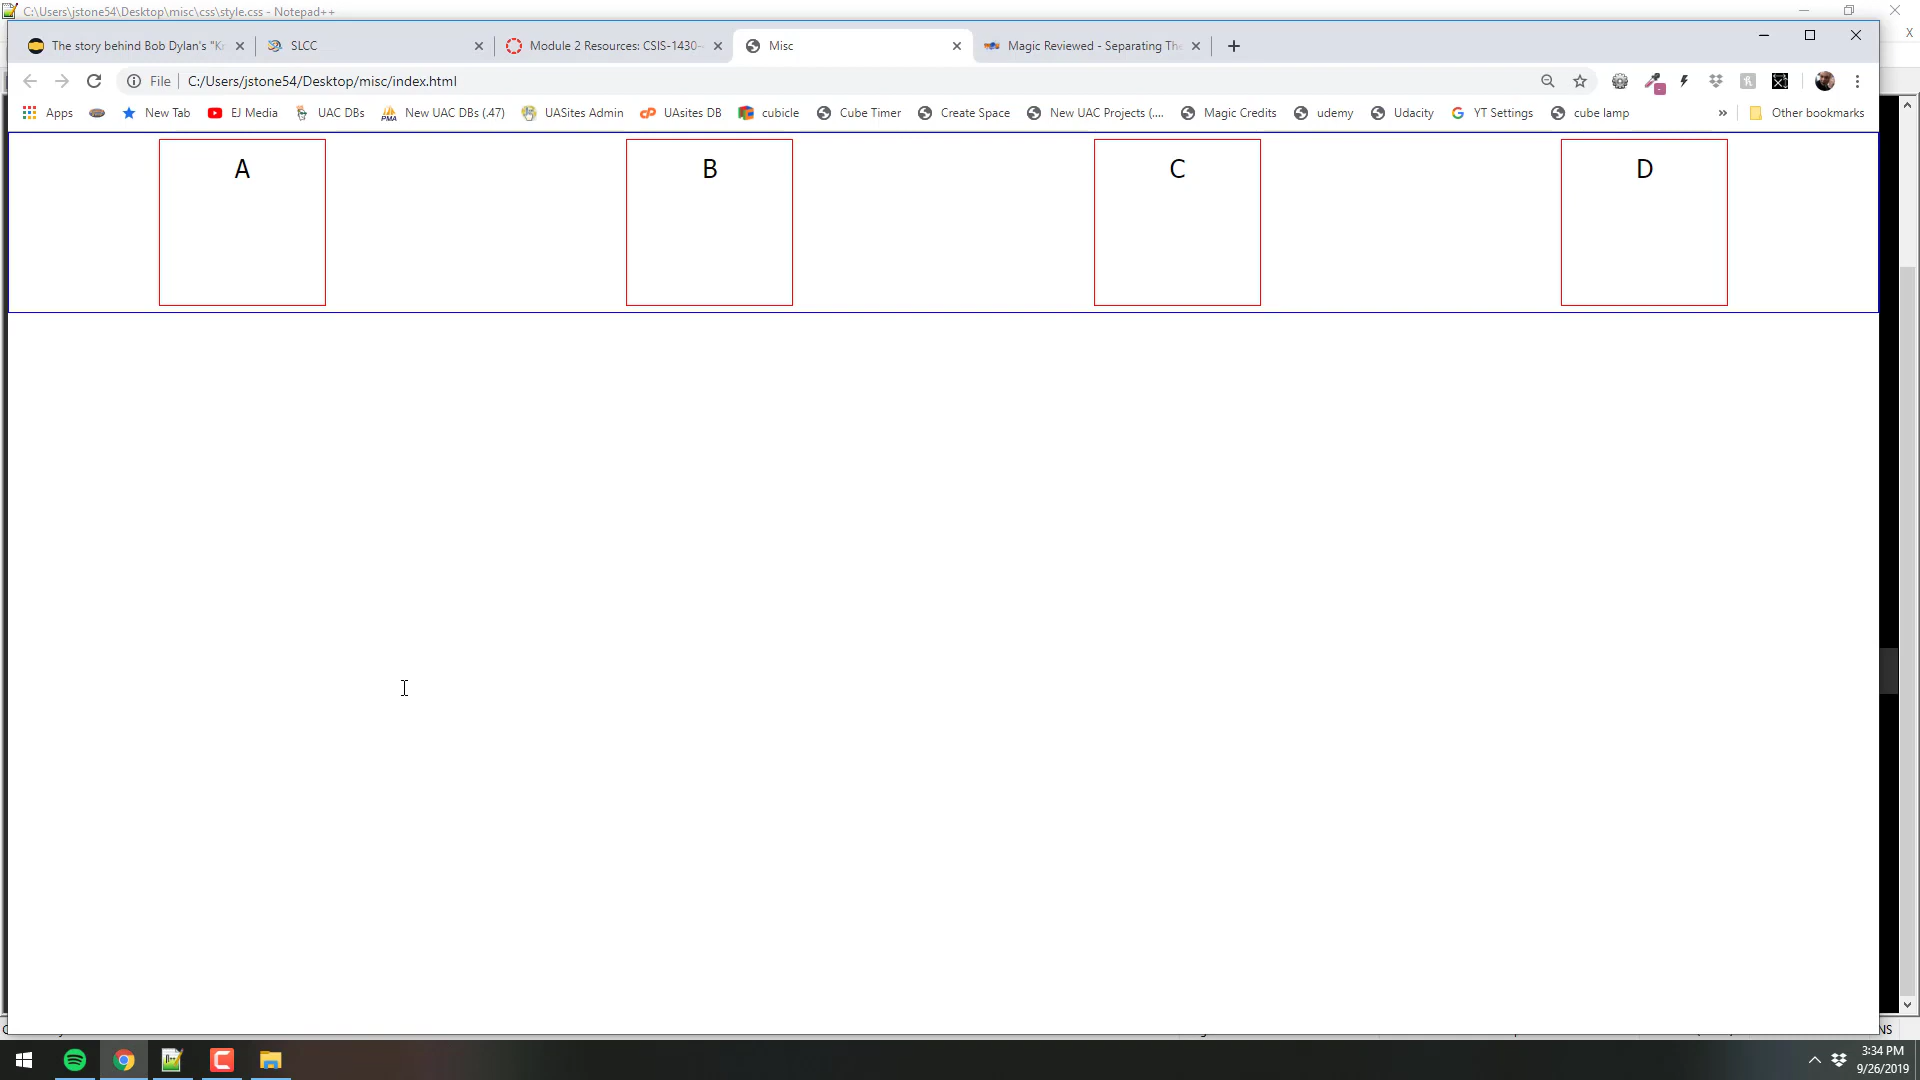 C:\Users\jstone54\Desktop\misc\css\style.css - Notepad++
The story behind Bob Dylan's "K
SLCC
Module 2 Resources: CSIS-1430-
Misc
Magic Reviewed - Separating Th
File
C:/Users/jstone54/Desktop/misc/index.html
Apps
New Tab
EJ Media
UAC DBs
New UAC DBs (.47)
UASites Admin
UAsites DB
cubicle
Cube Timer
Create Space
New UAC Projects (....
Magic Credits
udemy
Udacity
YT Settings
cube lamp
»
Other bookmarks
A
B
C
D
NS
3:34 PM
9/26/2019